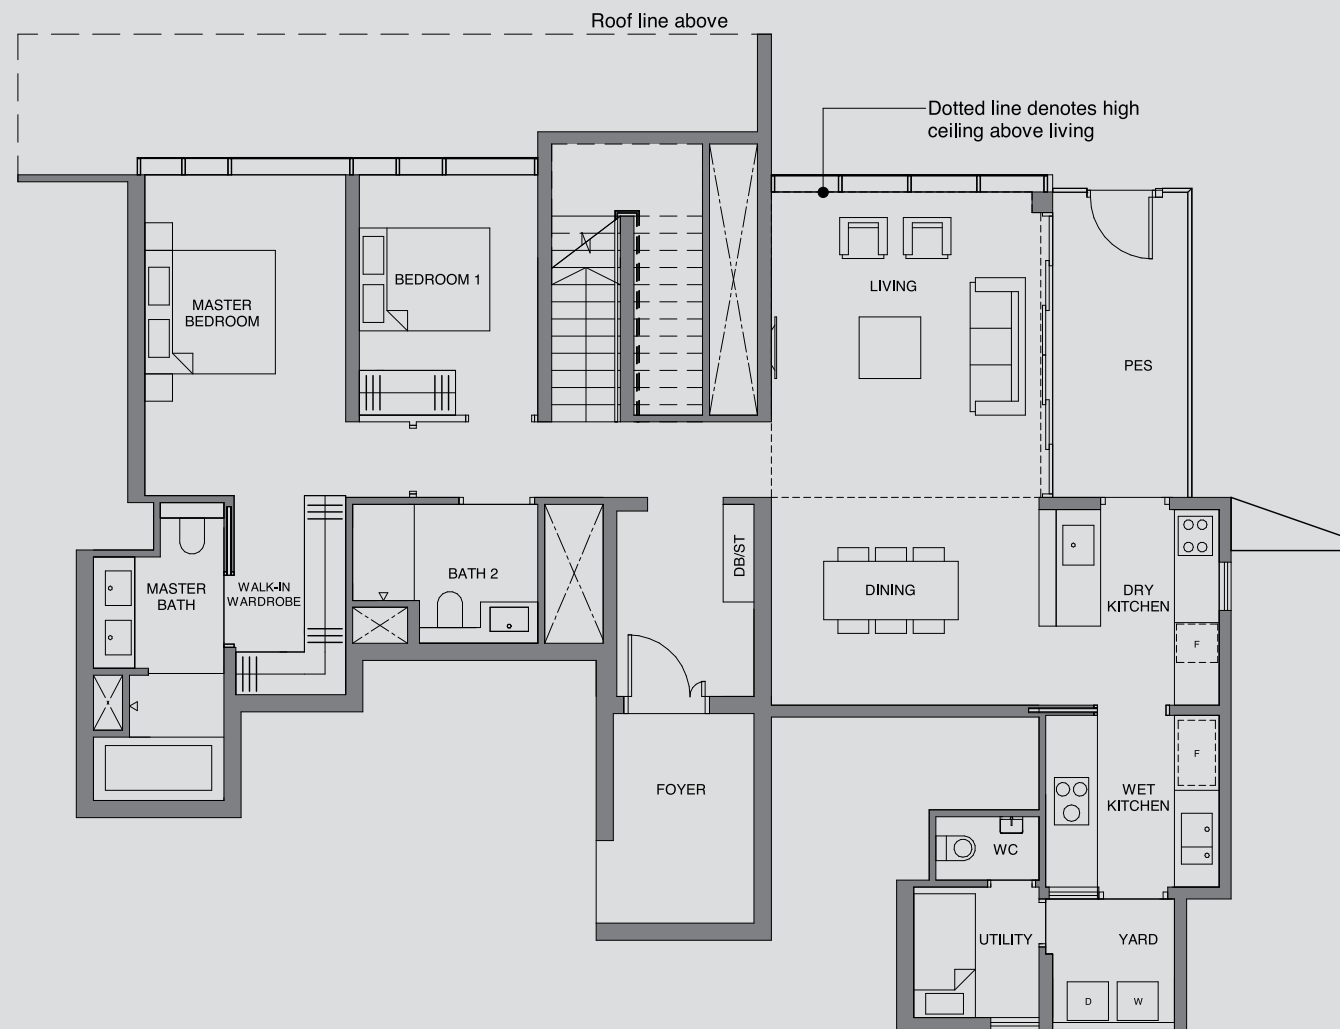 Roof line above
Dotted line denotes high
ceiling above living
BEDROOM 1
LIVING
MASTER
BEDROOM
PES
DB/ST
BATH 2
MASTER
BATH
WALK-IN
WARDROBE
DINING
DRY
KITCHEN
F
F
FOYER
WET
KITCHEN
WC
UTILITY
YARD
D
W